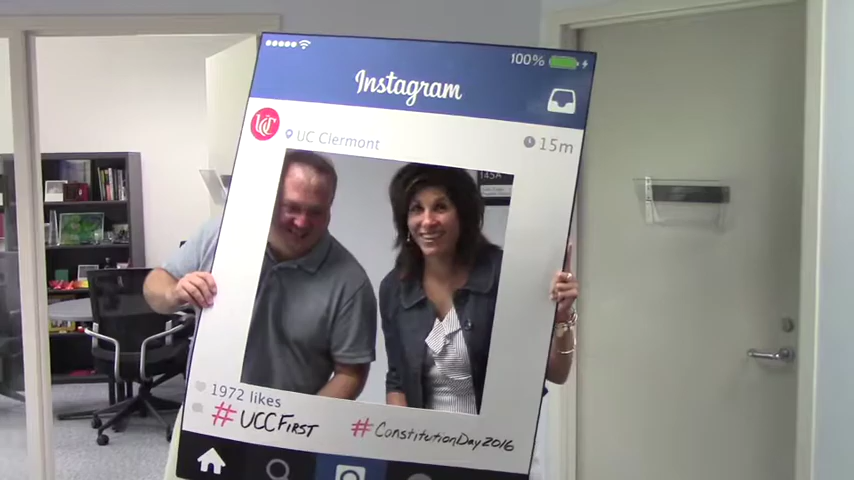 100%
Instagram
UC UC Clermont 15m
145A
1972 likes
#UCCFirst #ConstitutionDay2016